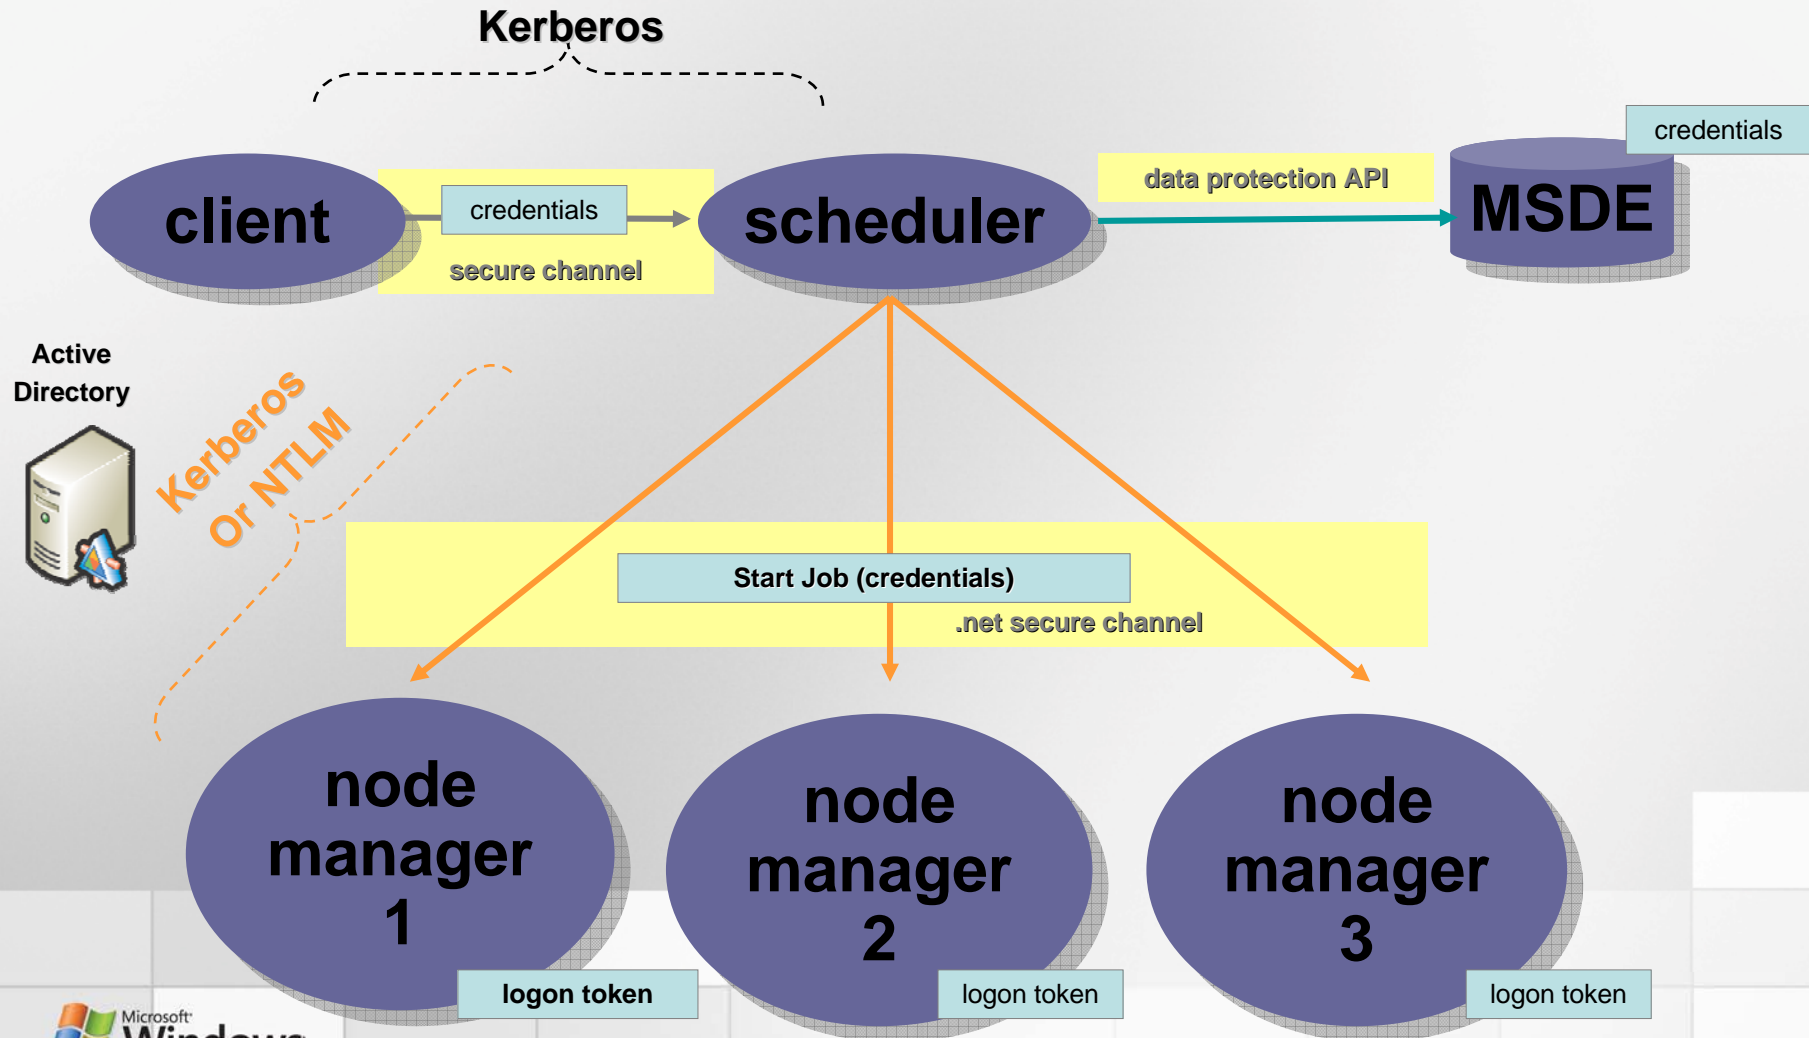 Kerberos
credentials
client
credentials
secure channel
scheduler
data protection API
MSDE
Active
Directory
Kerberos
Or NTLM
Start Job (credentials)
.net secure channel
node
manager
1
node
manager
2
node
manager
3
logon token
logon token
logon token
Microsoft
Windows